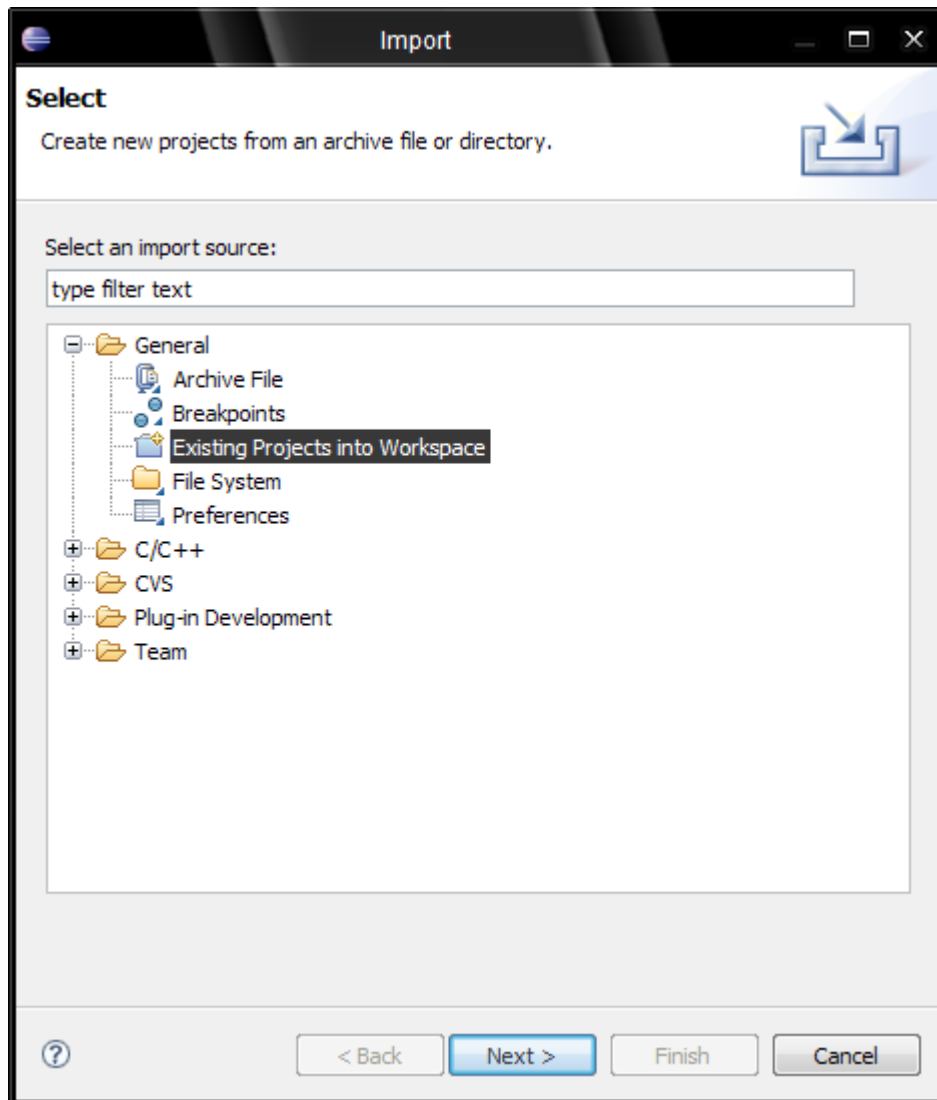 Import
Select
Create new projects from an archive file or directory.
Select an import source:
type filter text
General
Archive File
Breakpoints
Existing Projects into Workspace
File System
Preferences
C/C++
CVS
Plug-in Development
Team
< Back Next > Finish Cancel